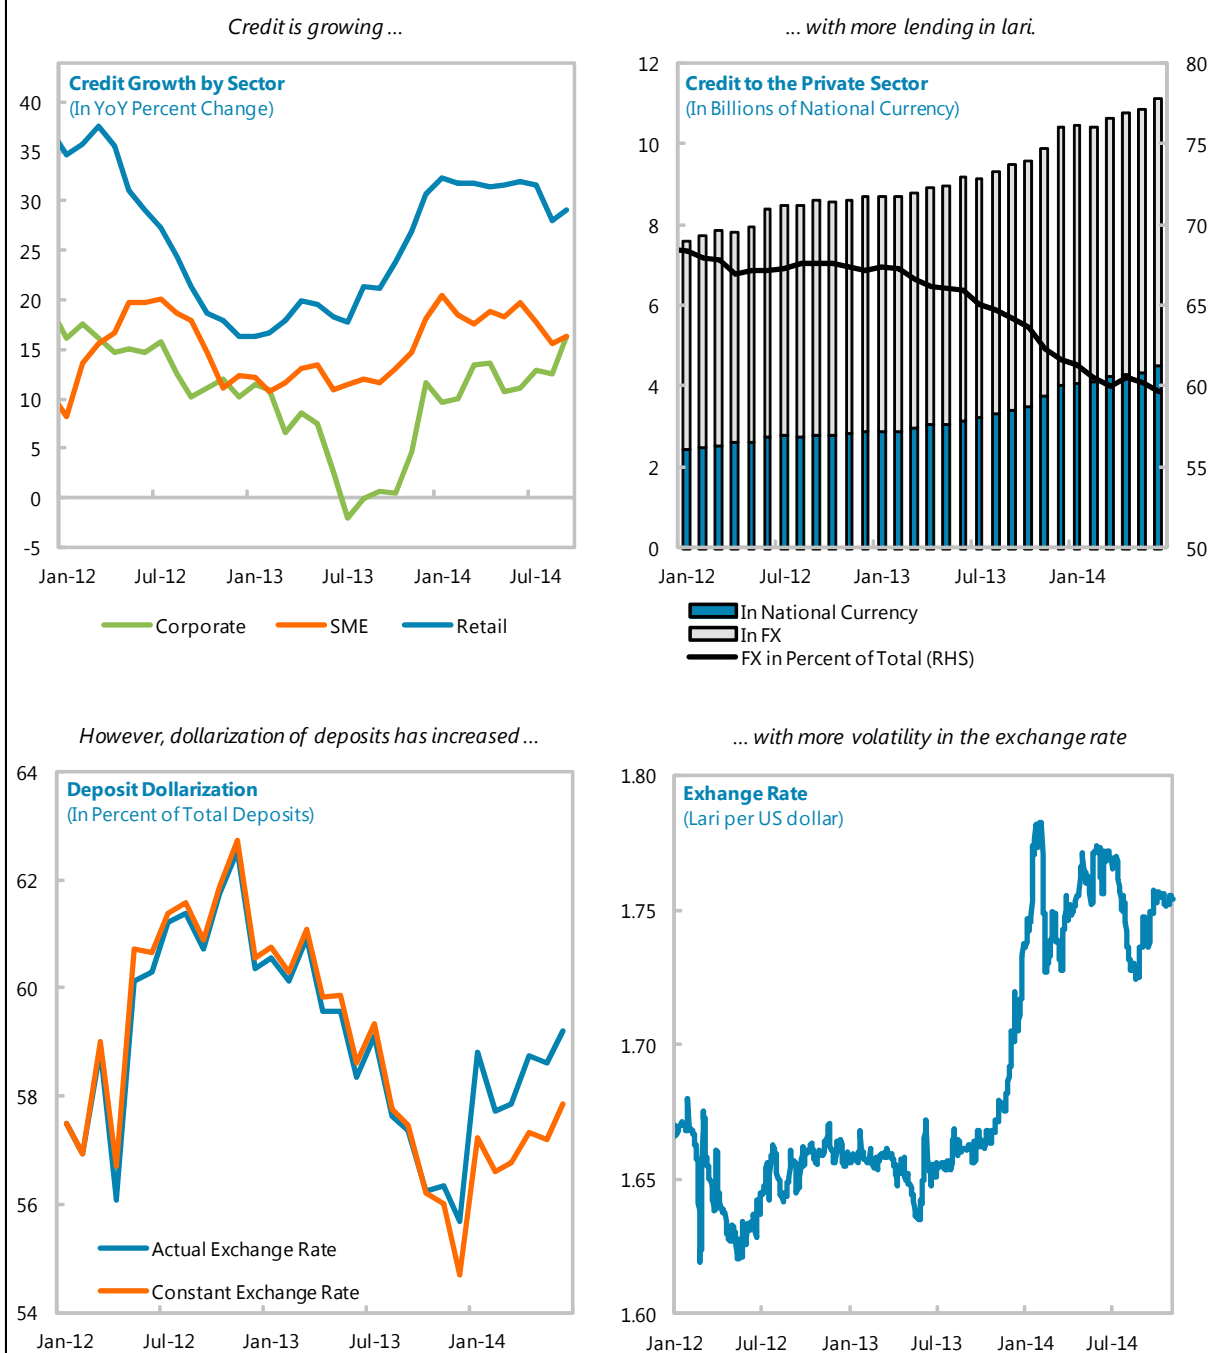 Credit is growing ...
Credit Growth by Sector
(In YoY Percent Change)
40
35
30
25
20
15
10
5
0
-5
Jan-12 Jul-12 Jan-13 Jul-13 Jan-14 Jul-14
Corporate SME Retail
... with more lending in lari.
Credit to the Private Sector
(In Billions of National Currency)
12
10
8
6
4
2
0
80
75
70
65
60
55
50
Jan-12 Jul-12 Jan-13 Jul-13 Jan-14
In National Currency
In FX
FX in Percent of Total (RHS)
However, dollarization of deposits has increased ...
Deposit Dollarization
(In Percent of Total Deposits)
64
62
60
58
56
54
Actual Exchange Rate
Constant Exchange Rate
Jan-12 Jul-12 Jan-13 Jul-13 Jan-14
... with more volatility in the exchange rate
Exhange Rate
(Lari per US dollar)
1.80
1.75
1.70
1.65
1.60
Jan-12 Jul-12 Jan-13 Jul-13 Jan-14 Jul-14